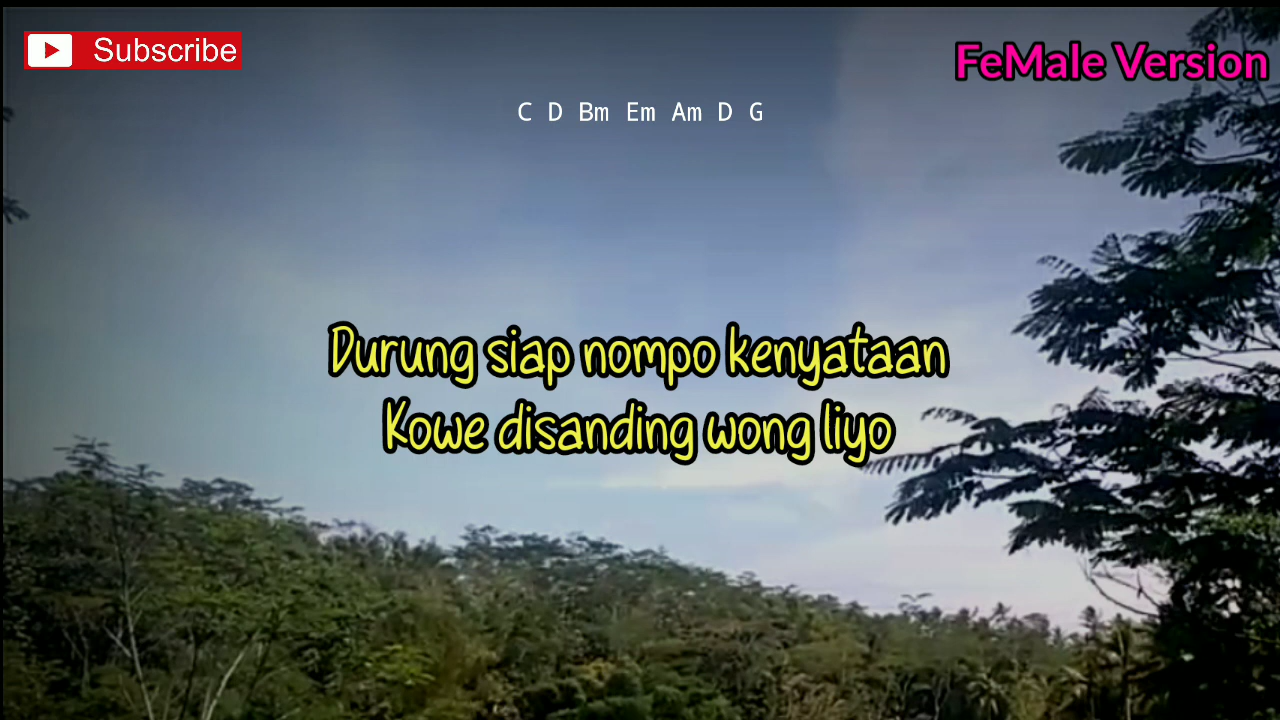 Subscribe
FeMale Version
C D Bm Em Am D G
Durung siap nompo kenyataan
Kowe disanding wong liyo